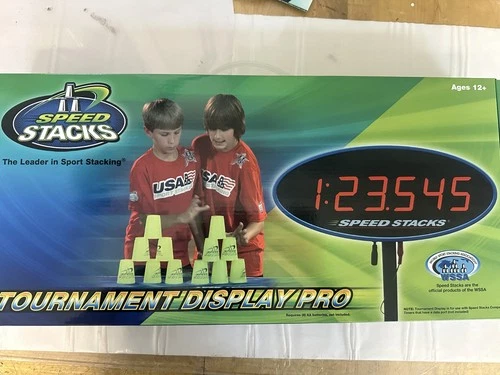 SPEED
STACKS
The Leader in Sport Stacking®
Ages 12+
USA
USA
1:23.545
SPEED STACKS
WSSA
Speed Stacks are the
official products of the WSSA
TOURNAMENT DISPLAY PRO